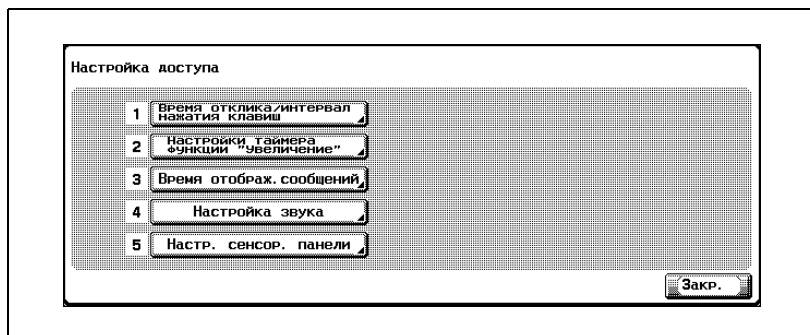 Настройка доступа
1 Время отклика/интервал
нажатия клавиш
2 Настройки таймера
функции "Увеличение"
3 Время отображ. сообщений
4 Настройка звука
5 Настр. сенсор. панели
Закр.